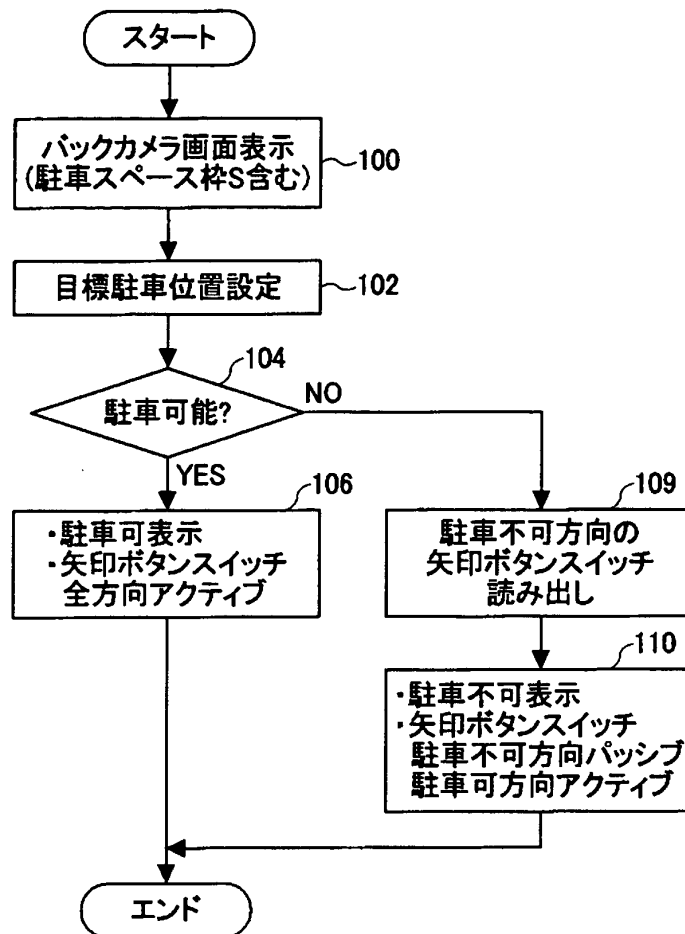 スタート
バックカメラ画面表示
(駐車スペース枠S含む)
100
目標駐車位置設定
102
104
駐車可能?
NO
YES
106
・駐車可表示
・矢印ボタンスイッチ
全方向アクティブ
109
駐車不可方向の
矢印ボタンスイッチ
読み出し
110
・駐車不可表示
・矢印ボタンスイッチ
駐車不可方向パッシブ
駐車可方向アクティブ
エンド